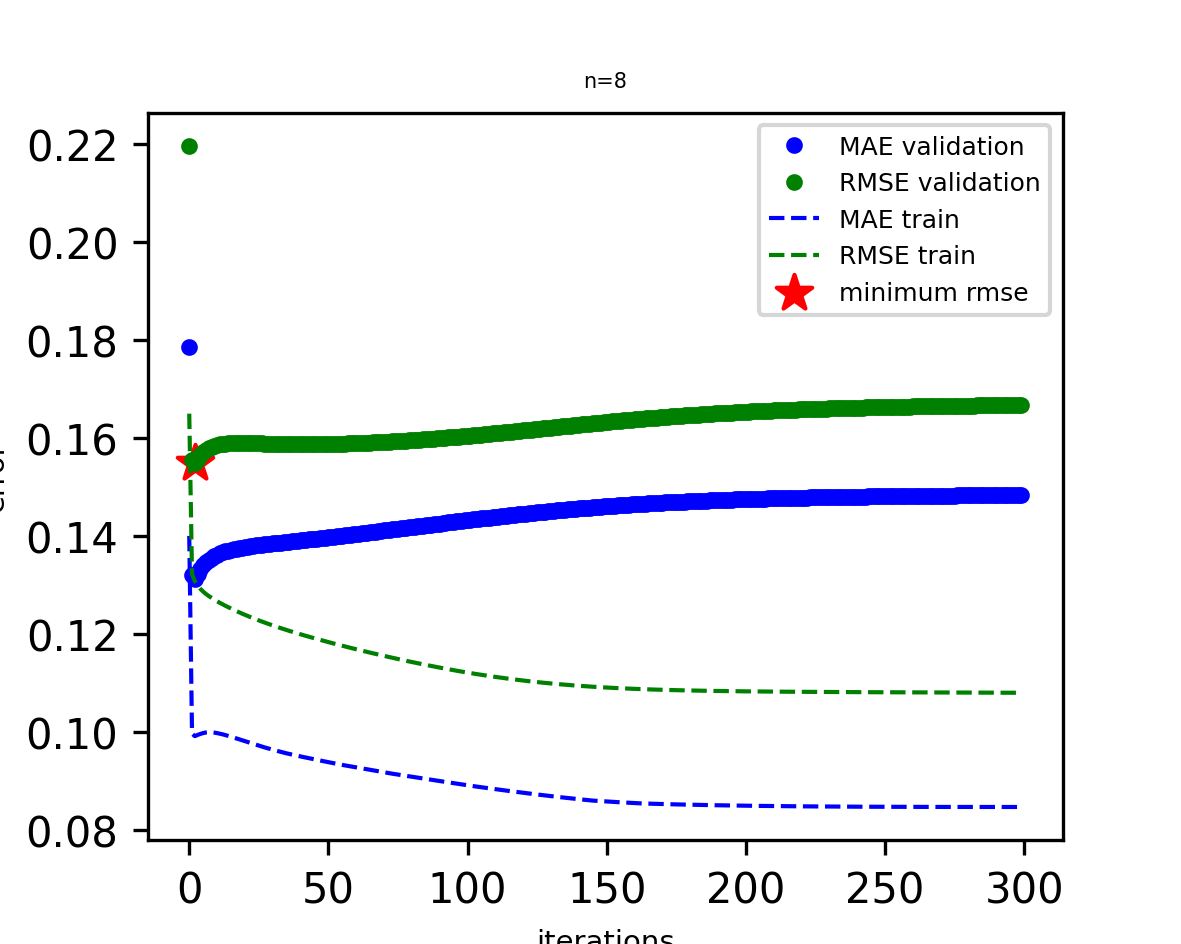 n=8
0.22
0.20
0.18
0.16
0.14
0.12
0.10
0.08
MAE validation
RMSE validation
MAE train
RMSE train
minimum rmse
0 50 100 150 200 250 300
iterations